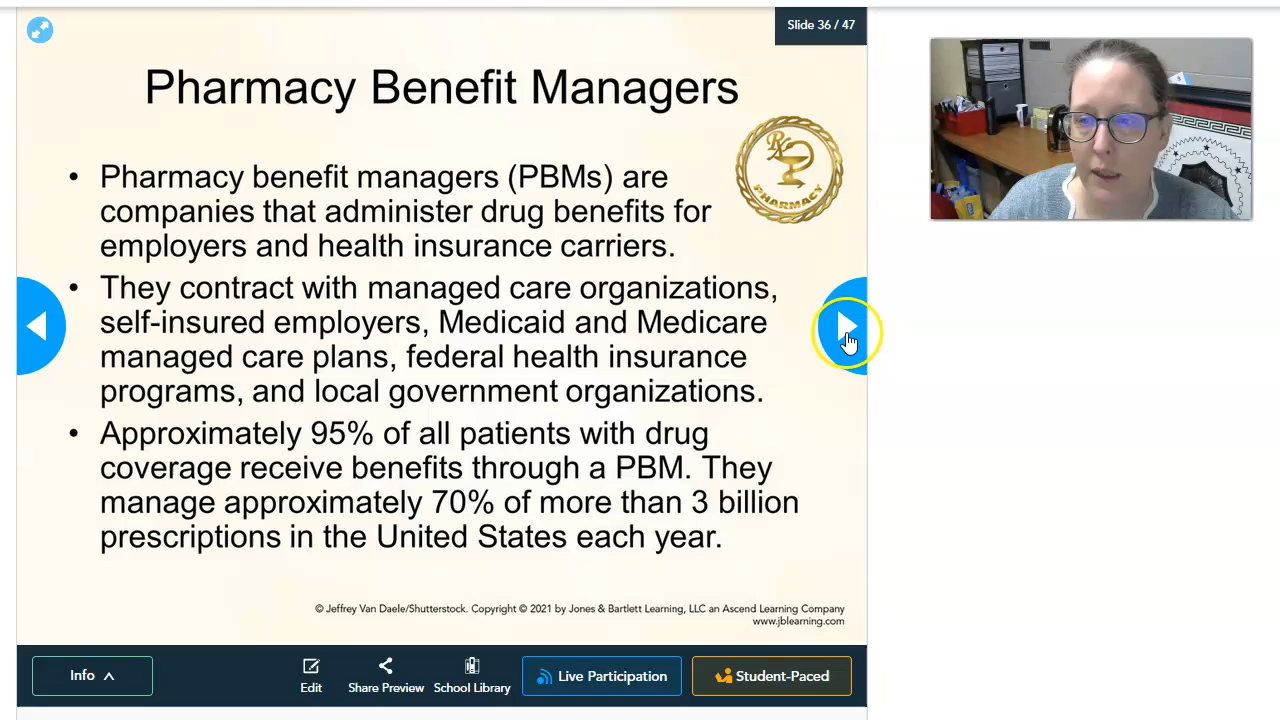 Slide 36 / 47
Pharmacy Benefit Managers
Rx
PHARMACY
• Pharmacy benefit managers (PBMs) are
companies that administer drug benefits for
employers and health insurance carriers.
• They contract with managed care organizations,
self-insured employers, Medicaid and Medicare
managed care plans, federal health insurance
programs, and local government organizations.
• Approximately 95% of all patients with drug
coverage receive benefits through a PBM. They
manage approximately 70% of more than 3 billion
prescriptions in the United States each year.
© Jeffrey Van Daele/Shutterstock. Copyright © 2021 by Jones & Bartlett Learning, LLC an Ascend Learning Company
www.jblearning.com
Info
Edit
Share Preview
School Library
Live Participation
Student-Paced